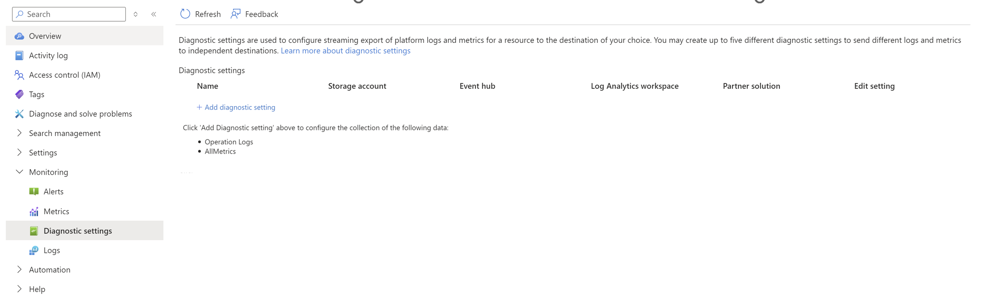 Search
Refresh
Feedback
Overview
Activity log
Access control (IAM)
Tags
Diagnose and solve problems
Search management
Settings
Monitoring
Alerts
Metrics
Diagnostic settings
Logs
Automation
Help
Diagnostic settings are used to configure streaming export of platform logs and metrics for a resource to the destination of your choice. You may create up to five different diagnostic settings to send different logs and metrics
to independent destinations. Learn more about diagnostic settings
Diagnostic settings
Name Storage account Event hub Log Analytics workspace Partner solution Edit setting
+ Add diagnostic setting
Click 'Add Diagnostic setting' above to configure the collection of the following data:
• Operation Logs
• AllMetrics